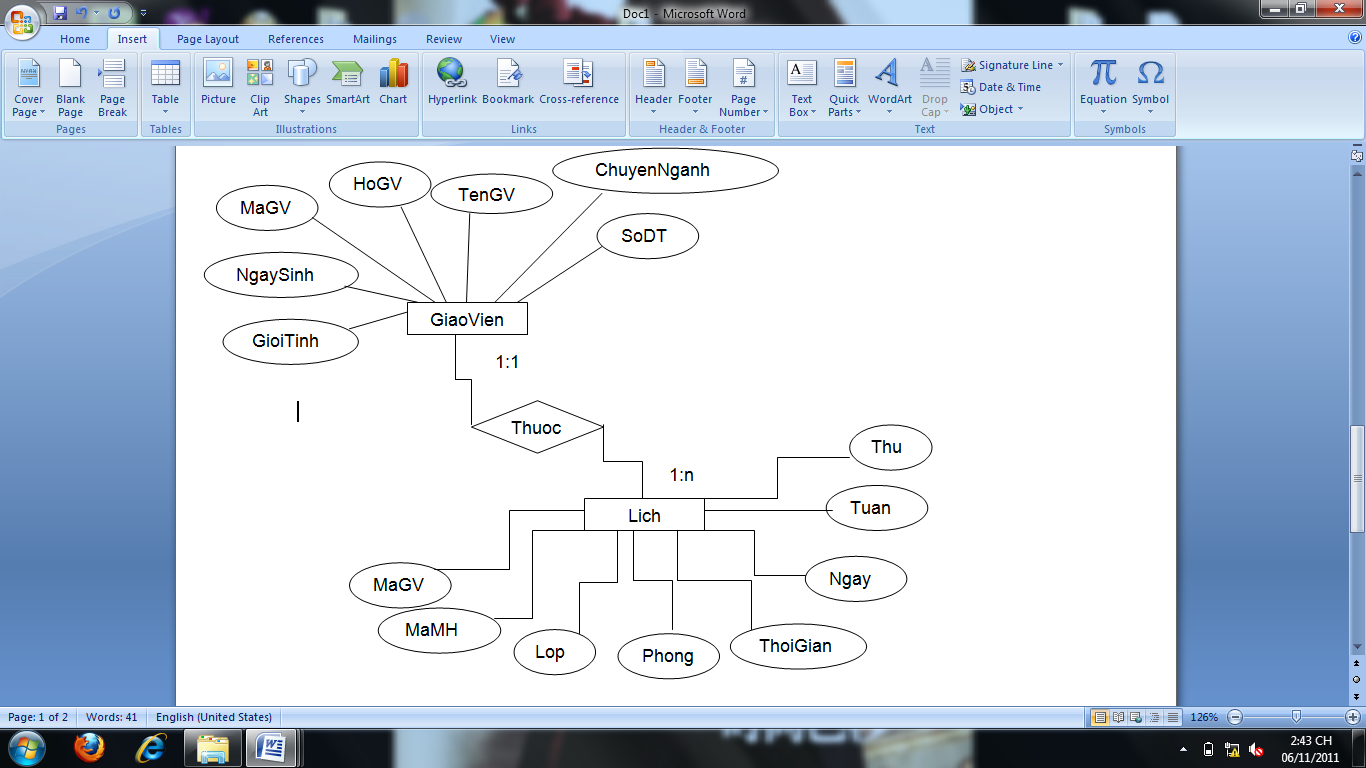 Doc1 - Microsoft Word
Home Insert Page Layout References Mailings Review View
Cover Page Blank Page Page Break
Table
Picture Clip Art Shapes SmartArt Chart
Hyperlink Bookmark Cross-reference
Header Footer Page Number
Text Box Quick Parts WordArt Drop Cap
Signature Line
Date & Time
Object
Equation Symbol
Pages Tables Illustrations Links Header & Footer Text Symbols
ChuyenNganh
HoGV
TenGV
MaGV
SoDT
NgaySinh
GiaoVien
GioiTinh
1:1
Thuoc
Thu
1:n
Tuan
Lich
Ngay
MaGV
MaMH
ThoiGian
Lop
Phong
Page: 1 of 2 Words: 41 English (United States) 126%
2:43 CH
06/11/2011